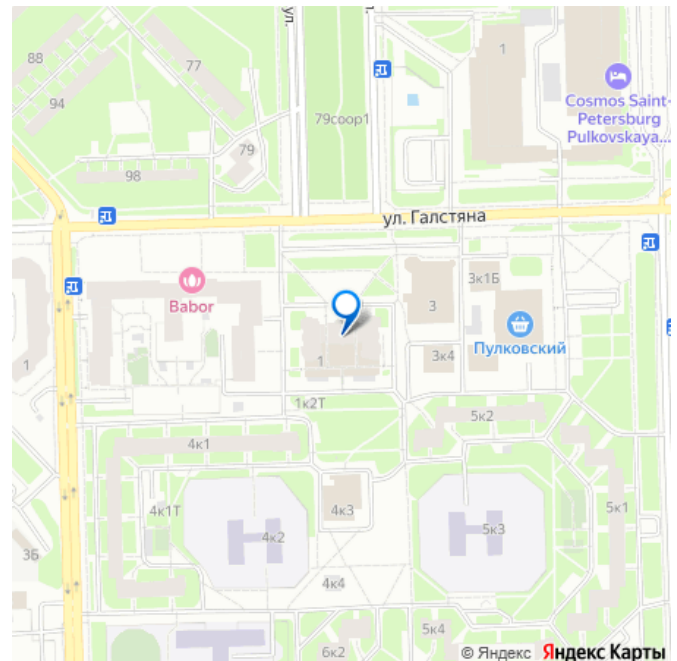 ул.
л.
88
77
1
94
79соор1
Cosmos Saint-
Petersburg
Pulkovskaya...
79
98
ул. Галстяна
Babor
3к1Б
3
Пулковский
1
1
3к4
1к2Т
5к2
4к1
4к1Т
4к3
5к1
4к2
5к3
3Б
4к4
5к4
6к2
© Яндекс Яндекс Карты